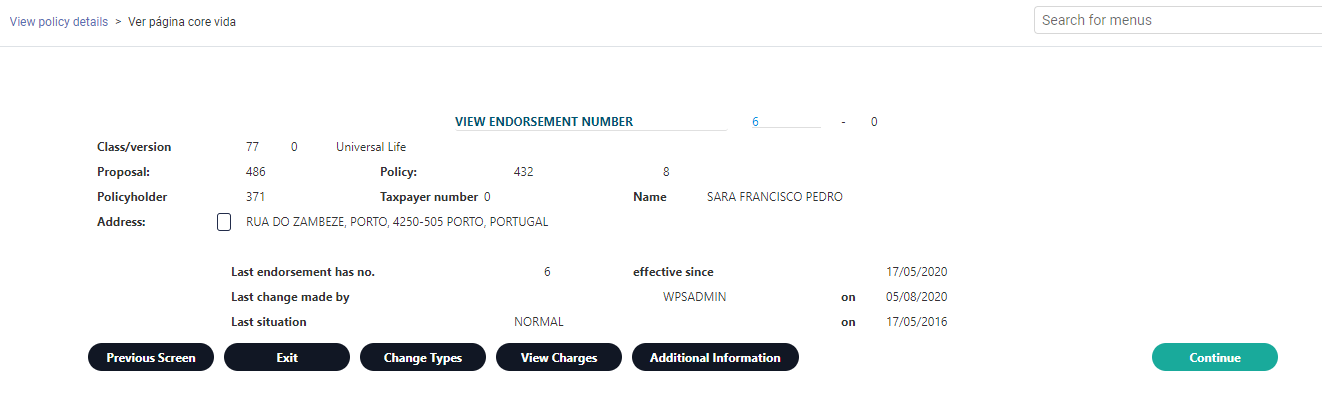 View policy details > Ver página core vida
Search for menus
VIEW ENDORSEMENT NUMBER 6 - 0
Class/version 77 0 Universal Life
Proposal: 486 Policy: 432 8
Policyholder 371 Taxpayer number 0 Name SARA FRANCISCO PEDRO
Address: RUA DO ZAMBEZE, PORTO, 4250-505 PORTO, PORTUGAL
Last endorsement has no. 6 effective since 17/05/2020
Last change made by WPSADMIN on 05/08/2020
Last situation NORMAL on 17/05/2016
Previous Screen Exit Change Types View Charges Additional Information Continue